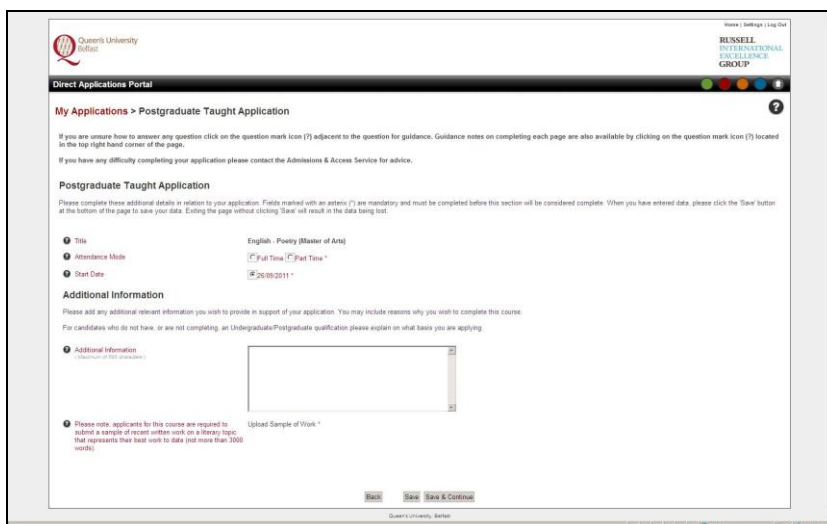 Home | Settings | Log Out
Queen's University
Belfast
RUSSELL
INTERNATIONAL
EXCELLENCE
GROUP
Direct Applications Portal
My Applications > Postgraduate Taught Application
If you are unsure how to answer any question click on the question mark icon (?) adjacent to the question for guidance. Guidance notes on completing each page are also available by clicking on the question mark icon (?) located
in the top right hand corner of the page.
If you have any difficulty completing your application please contact the Admissions & Access Service for advice.
Postgraduate Taught Application
Please complete these additional details in relation to your application. Fields marked with an asterix (*) are mandatory and must be completed before this section will be considered complete. When you have entered data, please click the 'Save' button
at the bottom of the page to save your data. Exiting the page without clicking 'Save' will result in the data being lost.
Title English - Poetry (Master of Arts)
Attendance Mode Full Time Part Time *
Start Date 26/09/2011 *
Additional Information
Please add any additional relevant information you wish to provide in support of your application. You may include reasons why you wish to complete this course.
For candidates who do not have, or are not completing, an Undergraduate/Postgraduate qualification please explain on what basis you are applying.
Additional Information
Please note, applicants for this course are required to Upload Sample of Work *
submit a sample of recent written work on a literary topic
that represents their best work to date (not more than 3000
words)
Back Save Save & Continue
Queen's University, Belfast